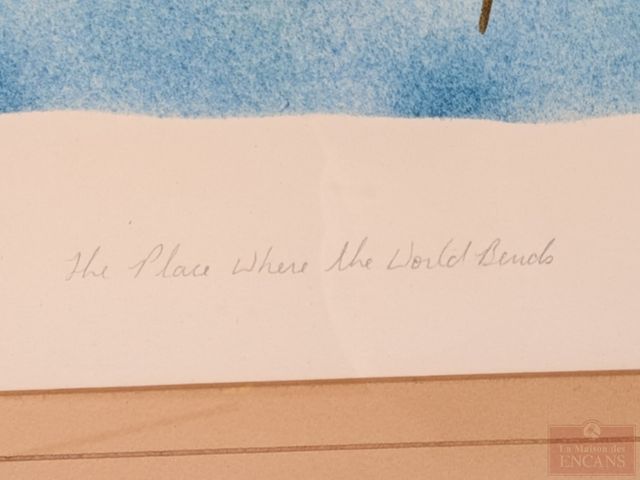 The Place Where the World Bends
La Maison des
ENCANS